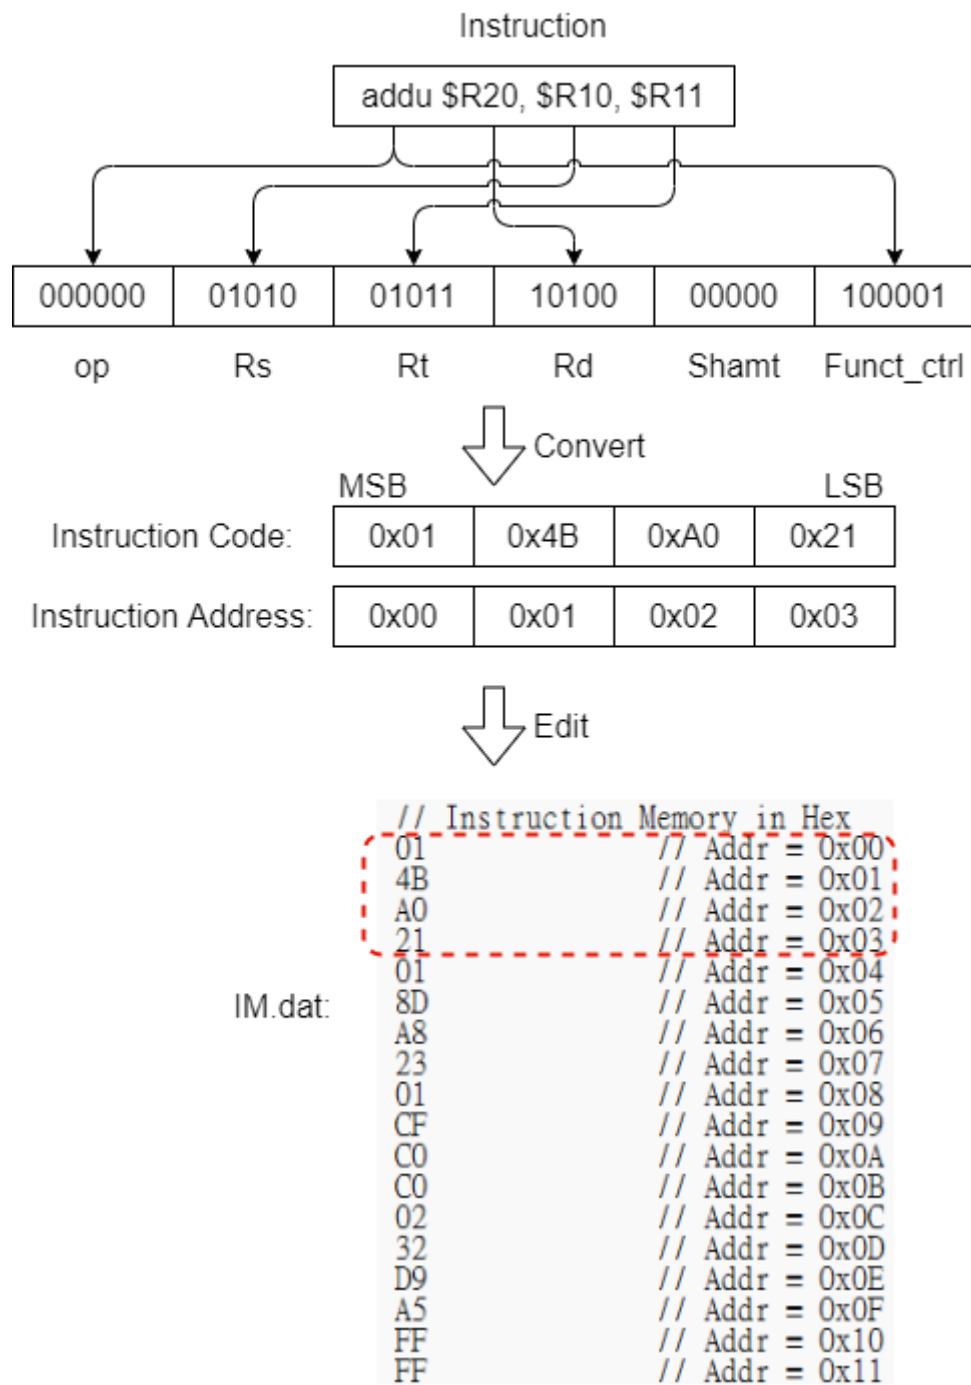 Instruction
addu $R20, $R10, $R11
000000 01010 01011 10100 00000 100001
op Rs Rt Rd Shamt Funct_ctrl
Convert
MSB LSB
Instruction Code: 0x01 0x4B 0xA0 0x21
Instruction Address: 0x00 0x01 0x02 0x03
Edit
IM.dat:
// Instruction Memory in Hex
01 // Addr = 0x00
4B // Addr = 0x01
A0 // Addr = 0x02
21 // Addr = 0x03
01 // Addr = 0x04
8D // Addr = 0x05
A8 // Addr = 0x06
23 // Addr = 0x07
01 // Addr = 0x08
CF // Addr = 0x09
C0 // Addr = 0x0A
C0 // Addr = 0x0B
02 // Addr = 0x0C
32 // Addr = 0x0D
D9 // Addr = 0x0E
A5 // Addr = 0x0F
FF // Addr = 0x10
FF // Addr = 0x11